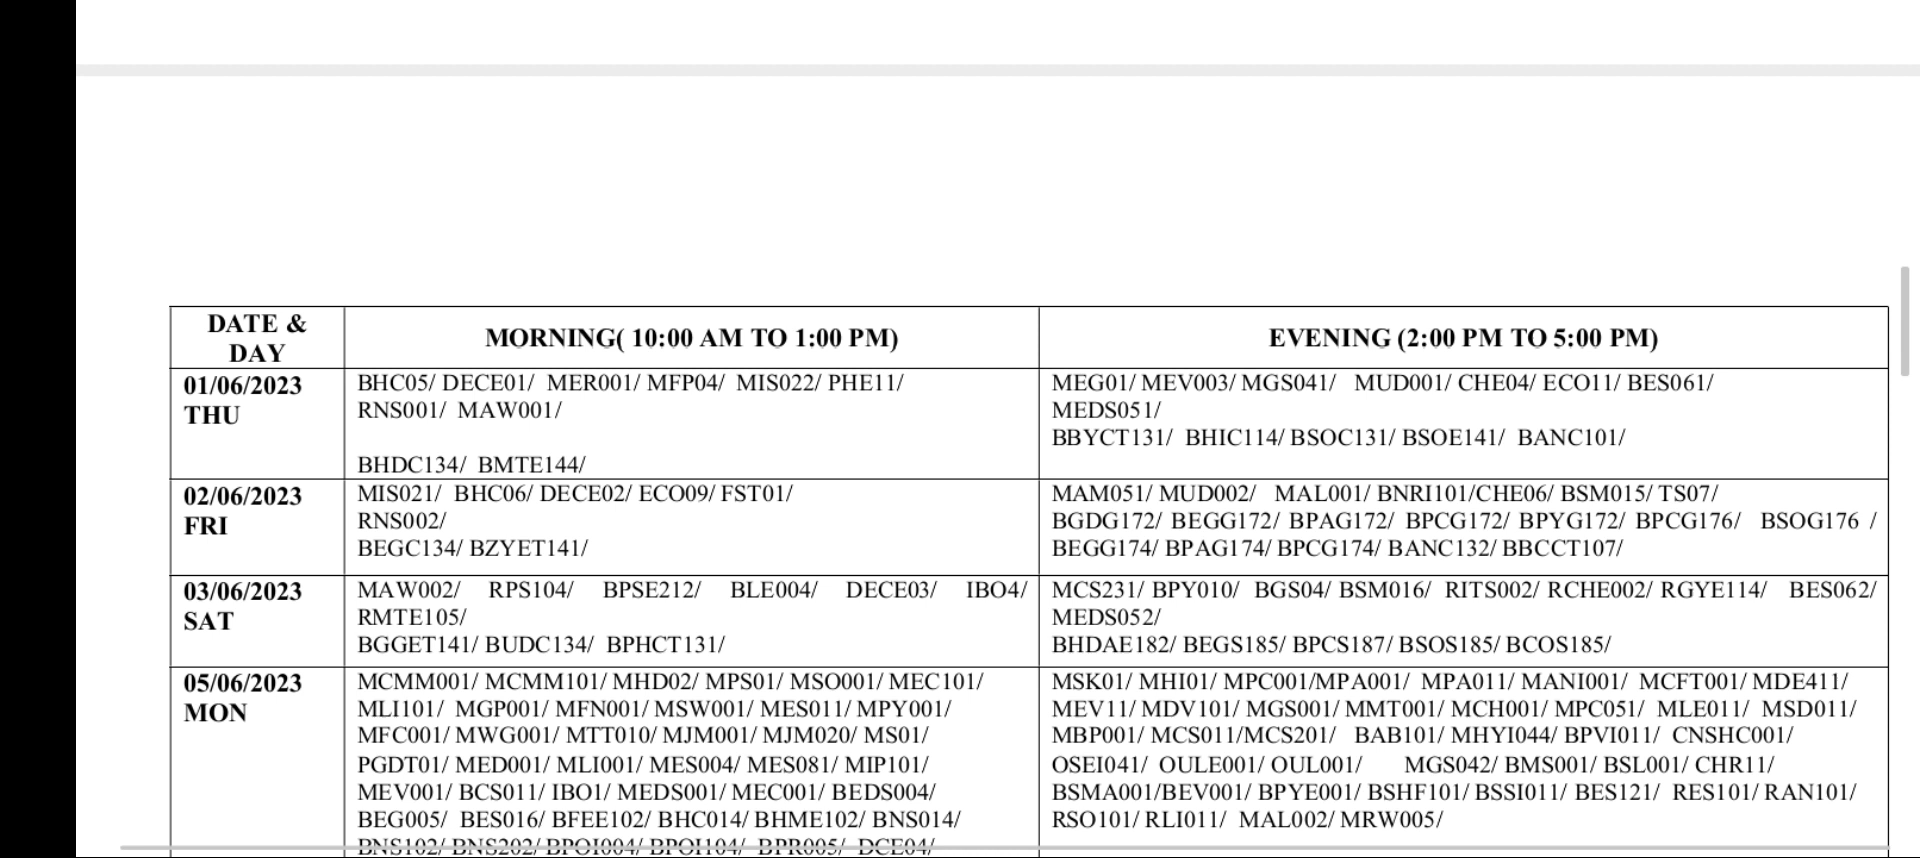 DATE &
DAY
MORNING( 10:00 AM TO 1:00 PM)
EVENING (2:00 PM TO 5:00 PM)
01/06/2023
THU
BHC05/ DECE01/ MER001/ MFP04/ MIS022/ PHE11/
RNS001/ MAW001/
BHDC134/ BMTE144/
MEG01/ MEV003/ MGS041/ MUD001/ CHE04/ ECO11/ BES061/
MEDS051/
BBYCT131/ BHIC114/ BSOC131/ BSOE141/ BANC101/
02/06/2023
FRI
MIS021/ BHC06/ DECE02/ ECO09/ FST01/
RNS002/
BEGC134/ BZYET141/
MAM051/ MUD002/ MAL001/ BNRI101/CHE06/ BSM015/ TS07/
BGDG172/ BEGG172/ BPAG172/ BPCG172/ BPYG172/ BPCG176/ BSOG176 /
BEGG174/ BPAG174/ BPCG174/ BANC132/ BBCCT107/
03/06/2023
SAT
MAW002/ RPS104/ BPSE212/ BLE004/ DECE03/ IBO4/
RMTE105/
BGGET141/ BUDC134/ BPHCT131/
MCS231/ BPY010/ BGS04/ BSM016/ RITS002/ RCHE002/ RGYE114/ BES062/
MEDS052/
BHDAE182/ BEGS185/ BPCS187/ BSOS185/ BCOS185/
05/06/2023
MON
MCMM001/ MCMM101/ MHD02/ MPS01/ MSO001/ MEC101/
MLI101/ MGP001/ MFN001/ MSW001/ MES011/ MPY001/
MFC001/ MWG001/ MTT010/ MJM001/ MJM020/ MS01/
PGDT01/ MED001/ MLI001/ MES004/ MES081/ MIP101/
MEV001/ BCS011/ IBO1/ MEDS001/ MEC001/ BEDS004/
BEG005/ BES016/ BFEE102/ BHC014/ BHME102/ BNS014/
BNS102/ BNS202/ BPOI004/ BPOI104/ BPR005/ DCE04/
MSK01/ MHI01/ MPC001/MPA001/ MPA011/ MANI001/ MCFT001/ MDE411/
MEV11/ MDV101/ MGS001/ MMT001/ MCH001/ MPC051/ MLE011/ MSD011/
MBP001/ MCS011/MCS201/ BAB101/ MHYI044/ BPVI011/ CNSHC001/
OSEI041/ OULE001/ OUL001/ MGS042/ BMS001/ BSL001/ CHR11/
BSMA001/BEV001/ BPYE001/ BSHF101/ BSSI011/ BES121/ RES101/ RAN101/
RSO101/ RLI011/ MAL002/ MRW005/